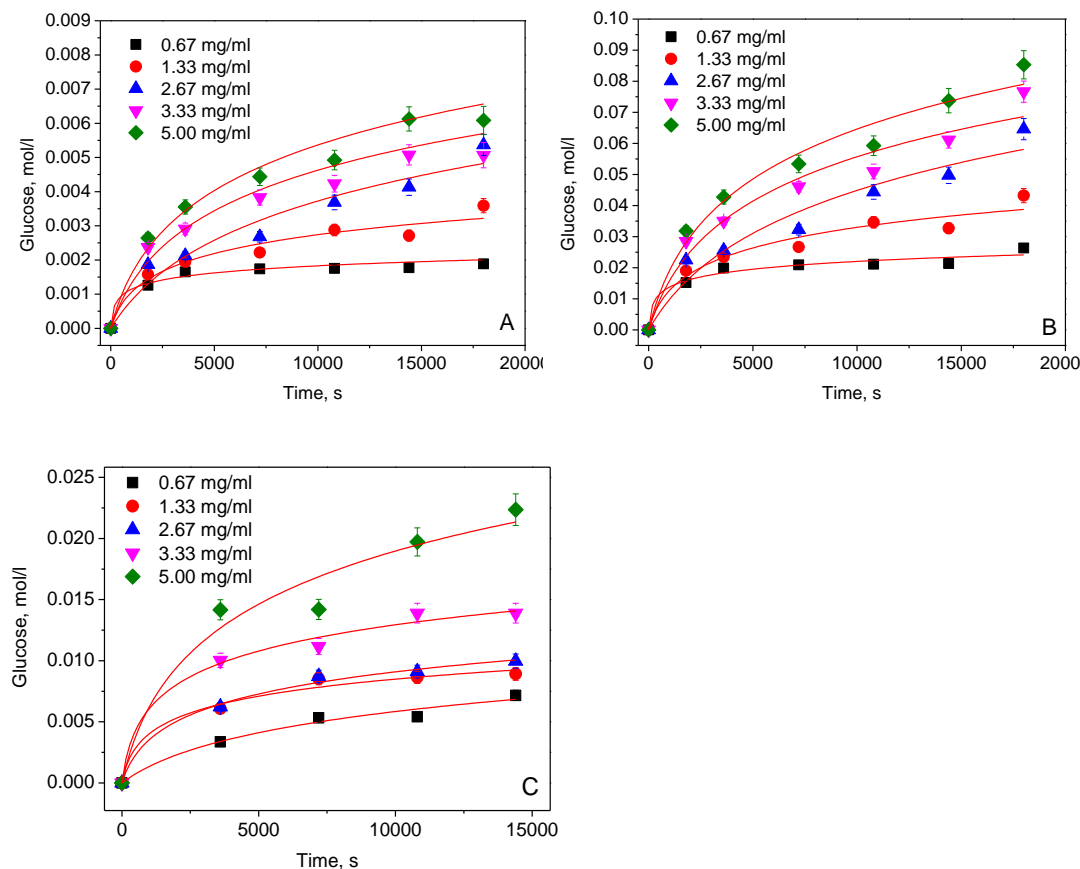 0.009
0.008
0.007
0.006
0.005
0.004
0.003
0.002
0.001
0.000
Glucose, mol/l
0.67 mg/ml
1.33 mg/ml
2.67 mg/ml
3.33 mg/ml
5.00 mg/ml
A
0 5000 10000 15000 20000
Time, s
0.10
0.09
0.08
0.07
0.06
0.05
0.04
0.03
0.02
0.01
0.00
Glucose, mol/l
0.67 mg/ml
1.33 mg/ml
2.67 mg/ml
3.33 mg/ml
5.00 mg/ml
B
0 5000 10000 15000 2000
Time, s
0.025
0.020
0.015
0.010
0.005
0.000
Glucose, mol/l
0.67 mg/ml
1.33 mg/ml
2.67 mg/ml
3.33 mg/ml
5.00 mg/ml
C
0 5000 10000 15000
Time, s